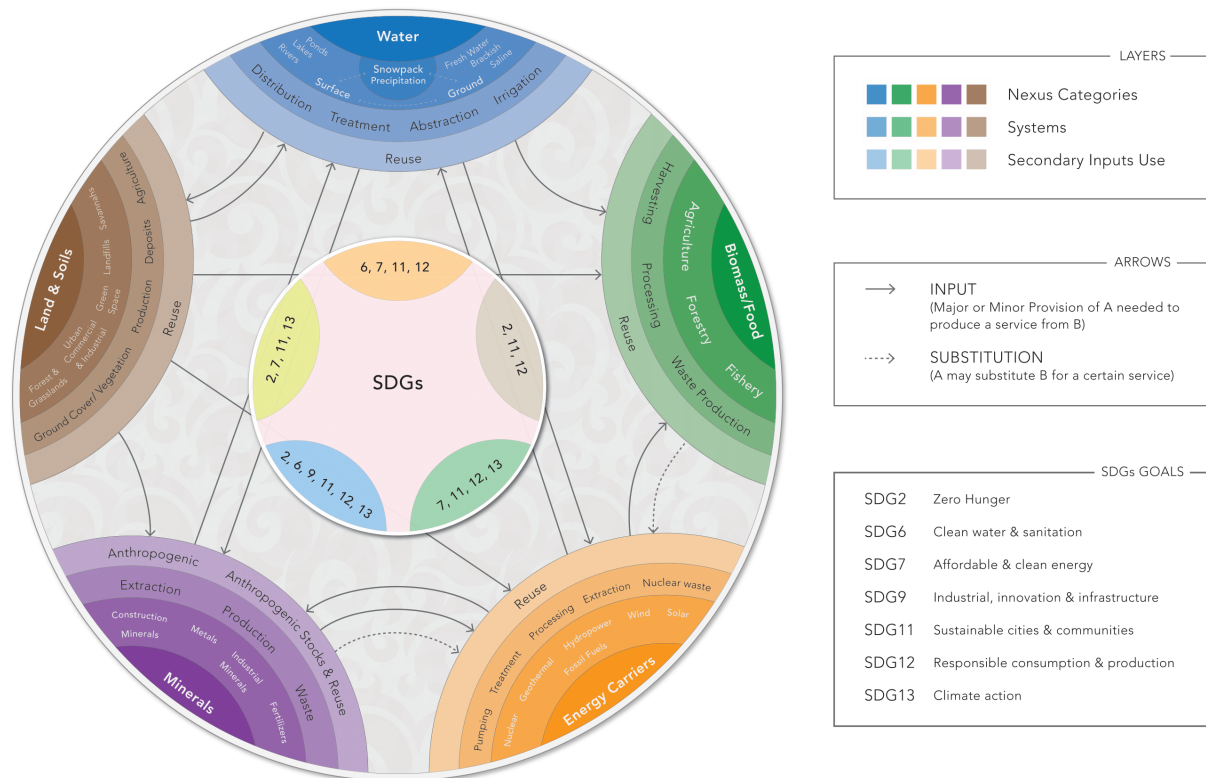 Water
Ponds
Lakes
Rivers
Fresh Water
Brackish
Saline
Snowpack
Precipitation
Surface
Ground
Distribution
Treatment
Abstraction
Irrigation
Reuse
Land & Soils
Savannahs
Landfills
Green
Space
Urban
Commercial
& Industrial
Forest &
Grasslands
Agriculture
Deposits
Production
Ground Cover/ Vegetation
Reuse
Biomass/Food
Agriculture
Forestry
Fishery
Harvesting
Processing
Waste Production
Reuse
6, 7, 11, 12
2, 7, 11, 13
2, 11, 12
SDGs
2, 6, 9, 11, 12, 13
7, 11, 12, 13
Anthropogenic
Anthropogenic Stocks & Reuse
Extraction
Production
Waste
Construction
Minerals
Metals
Industrial
Minerals
Fertilizers
Minerals
Reuse
Pumping
Treatment
Processing
Extraction
Nuclear waste
Nuclear
Geothermal
Hydropower
Fossil Fuels
Wind
Solar
Energy Carriers
LAYERS
Nexus Categories
Systems
Secondary Inputs Use
ARROWS
INPUT
(Major or Minor Provision of A needed to
produce a service from B)
SUBSTITUTION
(A may substitute B for a certain service)
SDGs GOALS
SDG2 Zero Hunger
SDG6 Clean water & sanitation
SDG7 Affordable & clean energy
SDG9 Industrial, innovation & infrastructure
SDG11 Sustainable cities & communities
SDG12 Responsible consumption & production
SDG13 Climate action